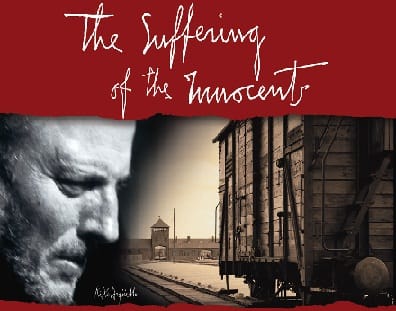 The Suffering
of the Innocents